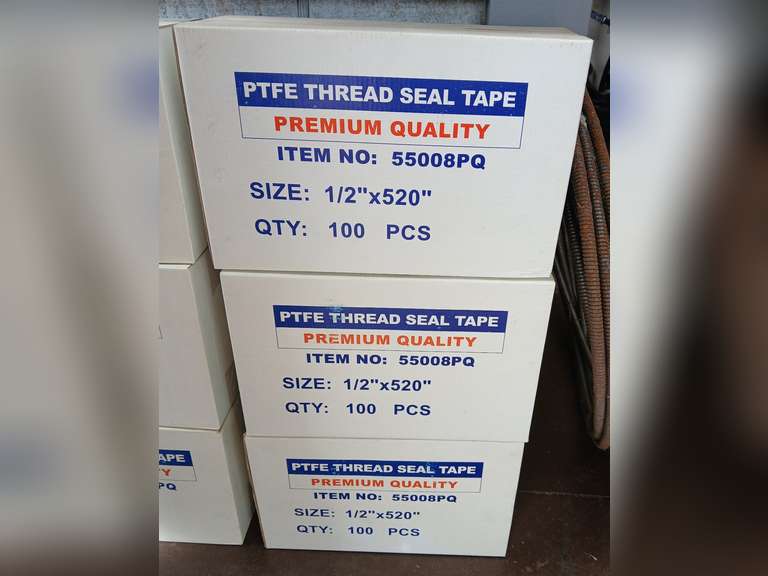 PTFE THREAD SEAL TAPE
PREMIUM QUALITY
ITEM NO: 55008PQ
SIZE: 1/2"x520"
QTY: 100 PCS
PTFE THREAD SEAL TAPE
PREMIUM QUALITY
ITEM NO: 55008PQ
SIZE: 1/2"x520"
QTY: 100 PCS
PTFE THREAD SEAL TAPE
PREMIUM QUALITY
ITEM NO: 55008PQ
SIZE: 1/2"x520"
QTY: 100 PCS
APE
Y
PQ